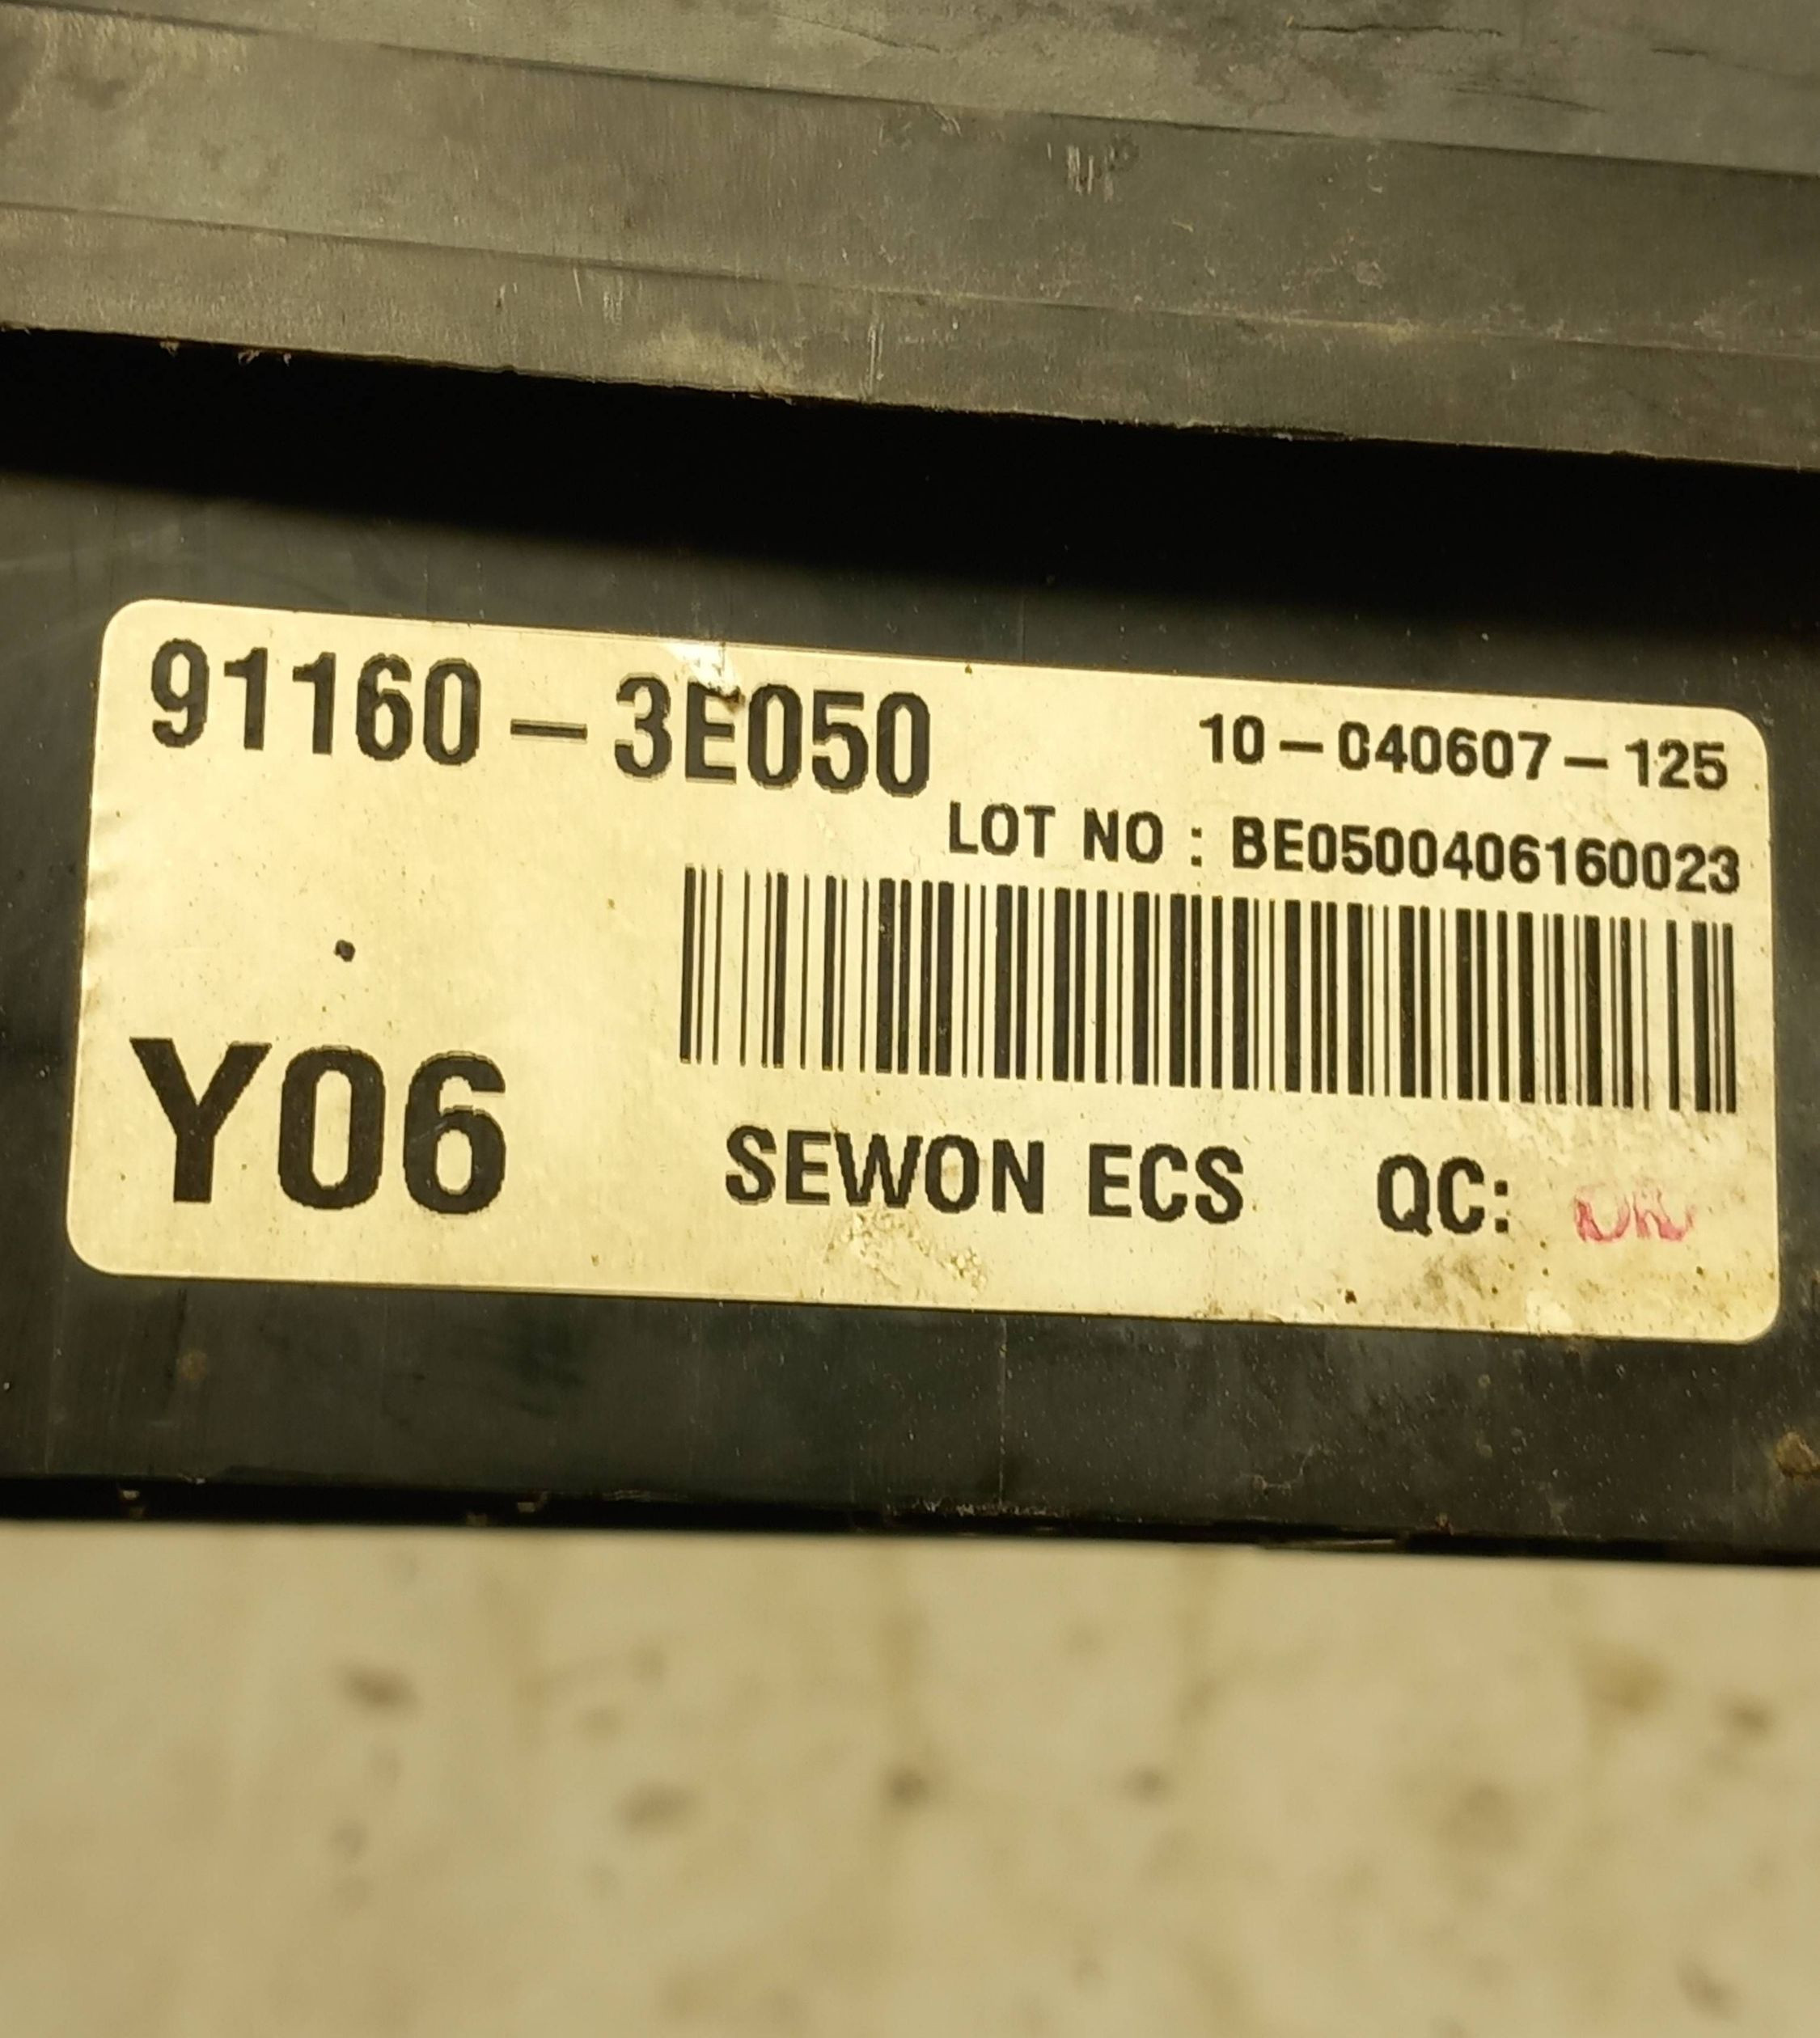 91160-3E050
10-040607-125
LOT NO : BE0500406160023
Y06
SEWON ECS QC: